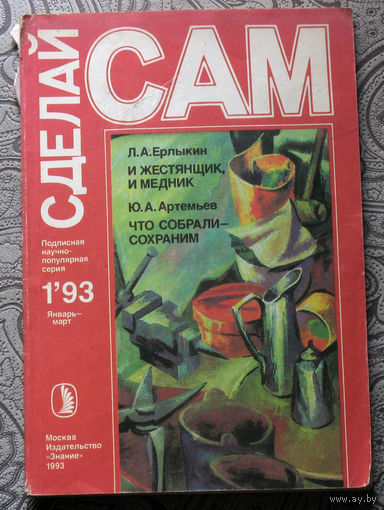 СДЕЛАЙ
САМ
Л.А.Ерлыкин
И ЖЕСТЯНЩИК,
И МЕДНИК
Ю.А.Артемьев
ЧТО СОБРАЛИ–
СОХРАНИМ
Подписная
научно-
популярная
серия
1'93
Январь–
март
Москва
Издательство
«Знание»
1993
www.ay.by